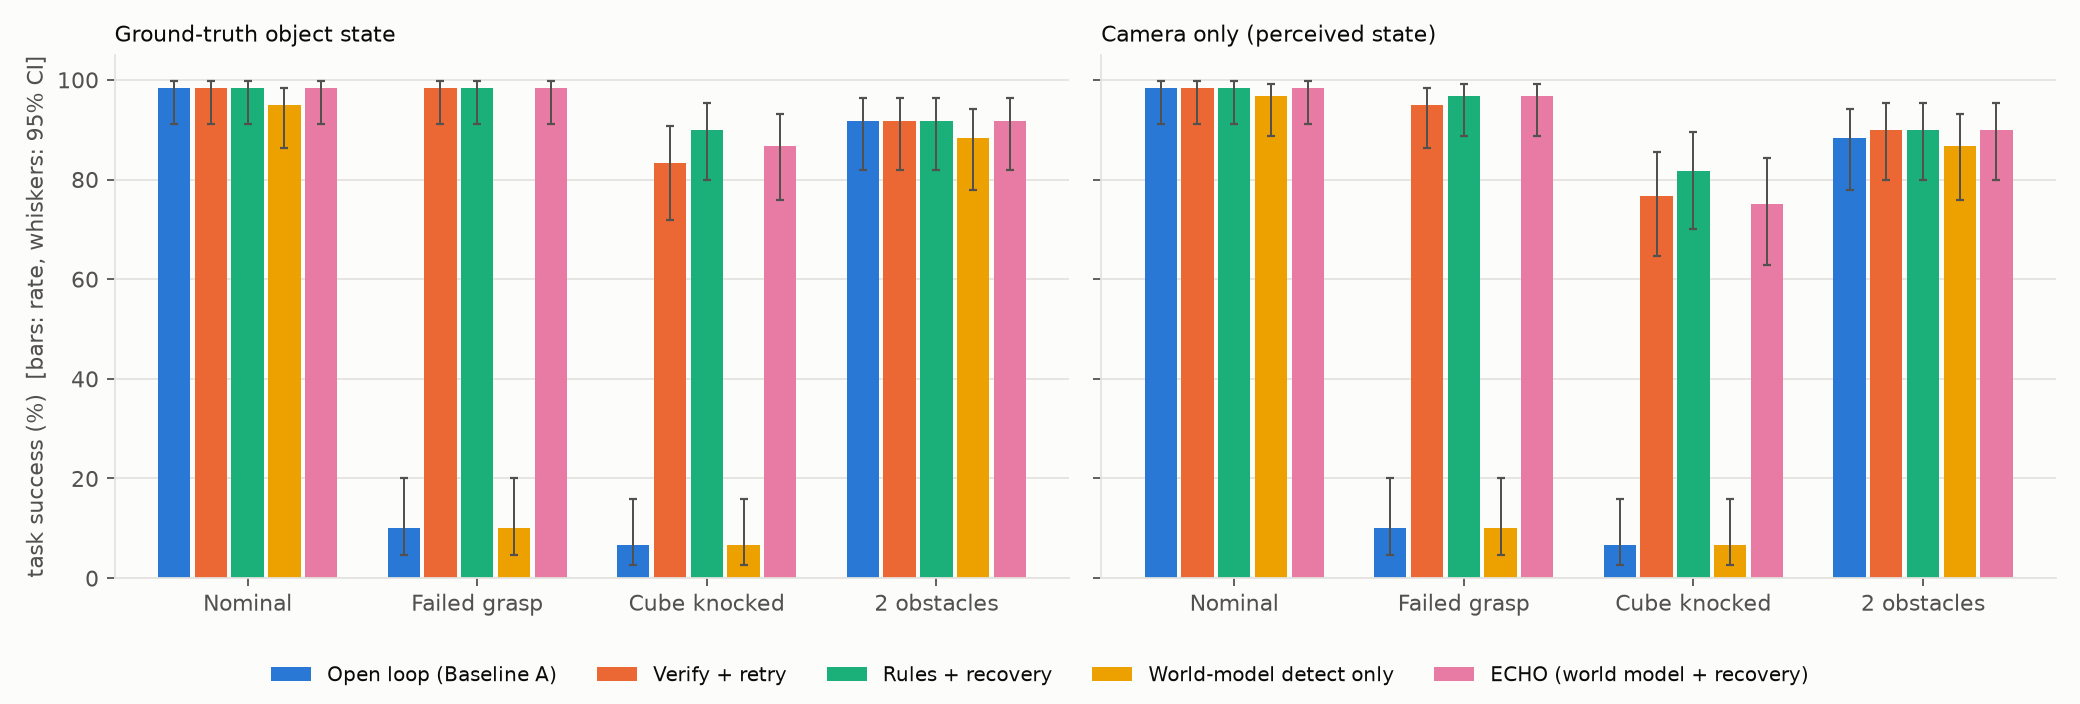 Ground-truth object state
Camera only (perceived state)
task success (%)  [bars: rate, whiskers: 95% CI]
100
80
60
40
20
0
Nominal
Failed grasp
Cube knocked
2 obstacles
Nominal
Failed grasp
Cube knocked
2 obstacles
Open loop (Baseline A)
Verify + retry
Rules + recovery
World-model detect only
ECHO (world model + recovery)